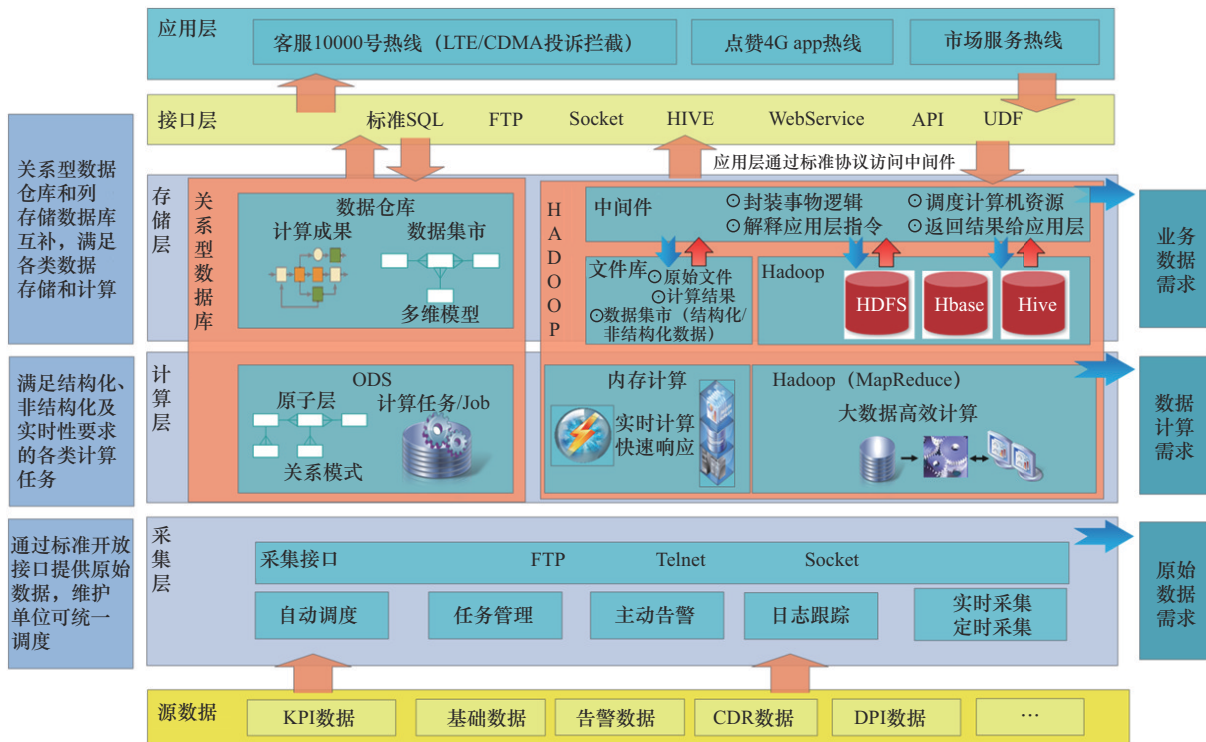 应用层
客服10000号热线（LTE/CDMA投诉拦截）
点赞4G app热线
市场服务热线
接口层
标准SQL
FTP
Socket
HIVE
WebService
API
UDF
应用层通过标准协议访问中间件
关系型数据
仓库和列
存储数据库
互补，满足
各类数据
存储和计算
存储层
关系型数据库
数据仓库
计算成果
数据集市
多维模型
HADOOP
中间件
⊙封装事物逻辑
⊙调度计算机资源
⊙解释应用层指令
⊙返回结果给应用层
文件库
⊙原始文件
⊙计算结果
⊙数据集市（结构化/
非结构化数据）
Hadoop
HDFS
Hbase
Hive
业务
数据
需求
满足结构化、
非结构化及
实时性要求
的各类计算
任务
计算层
ODS
原子层
计算任务/Job
关系模式
内存计算
实时计算
快速响应
Hadoop（MapReduce）
大数据高效计算
数据
计算
需求
通过标准开放
接口提供原始
数据，维护
单位可统一
调度
采集层
采集接口
FTP
Telnet
Socket
自动调度
任务管理
主动告警
日志跟踪
实时采集
定时采集
原始
数据
需求
源数据
KPI数据
基础数据
告警数据
CDR数据
DPI数据
…